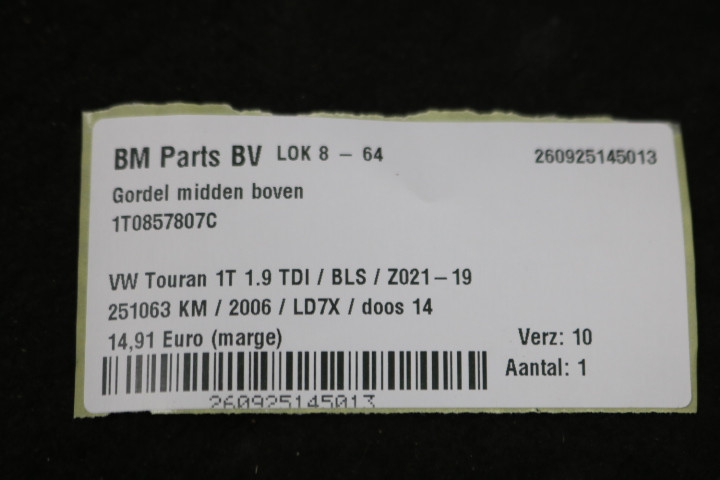 BM Parts BV LOK 8 - 64 260925145013
Gordel midden boven
1T0857807C
VW Touran 1T 1.9 TDI / BLS / Z021-19
251063 KM / 2006 / LD7X / doos 14
14,91 Euro (marge) Verz: 10
Aantal: 1
260925145013